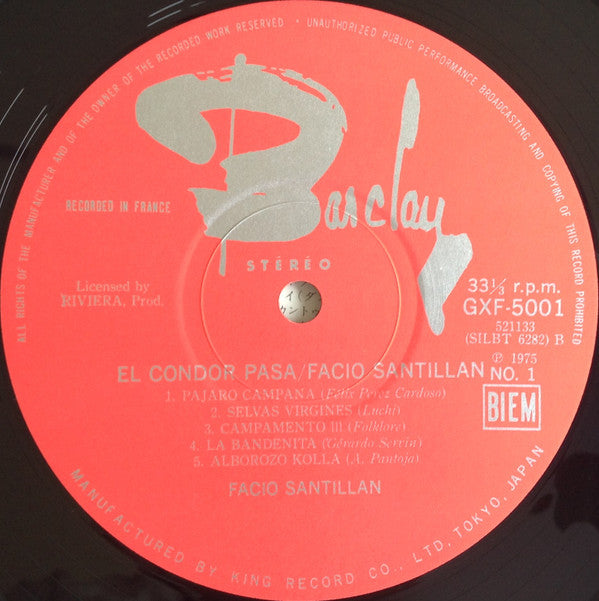 ALL RIGHTS OF THE MANUFACTURER AND OF THE OWNER OF THE RECORDED WORK RESERVED • UNAUTHORIZED PUBLIC PERFORMANCE BROADCASTING AND COPYING OF THIS RECORD PROHIBITED
Barclay
RECORDED IN FRANCE
STÉRÉO
Licensed by
RIVIERA, Prod.
33⅓ r.p.m.
GXF-5001
521133
(SILBT 6282) B
℗ 1975
EL CONDOR PASA/FACIO SANTILLAN NO. 1
1. PAJARO CAMPANA (Félix Perez Cardoso)
2. SELVAS VIRGINES (Luchi)
3. CAMPAMENTO III (Folklore)
4. LA BANDENITA (Gérardo Servin)
5. ALBOROZO KOLLA (A. Pantoja)
BIEM
FACIO SANTILLAN
MANUFACTURED BY KING RECORD CO., LTD, TOKYO, JAPAN